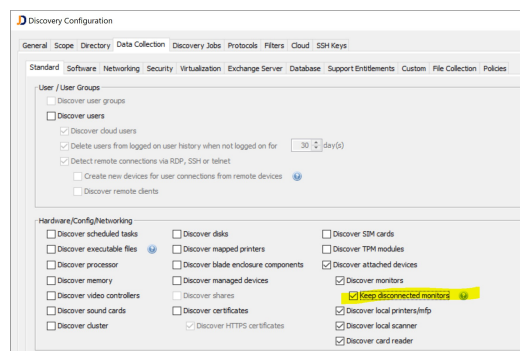 Discovery Configuration
General Scope Directory Data Collection Discovery Jobs Protocols Filters Cloud SSH Keys
Standard Software Networking Security Virtualization Exchange Server Database Support Entitlements Custom File Collection Policies
User / User Groups
Discover user groups
Discover users
Discover cloud users
Delete users from logged on user history when not logged on for 30 day(s)
Detect remote connections via RDP, SSH or telnet
Create new devices for user connections from remote devices
Discover remote clients
Hardware/Config/Networking
Discover scheduled tasks
Discover executable files
Discover processor
Discover memory
Discover video controllers
Discover sound cards
Discover cluster
Discover disks
Discover mapped printers
Discover blade enclosure components
Discover managed devices
Discover shares
Discover certificates
Discover HTTPS certificates
Discover SIM cards
Discover TPM modules
Discover attached devices
Discover monitors
Keep disconnected monitors
Discover local printers/mfp
Discover local scanner
Discover card reader